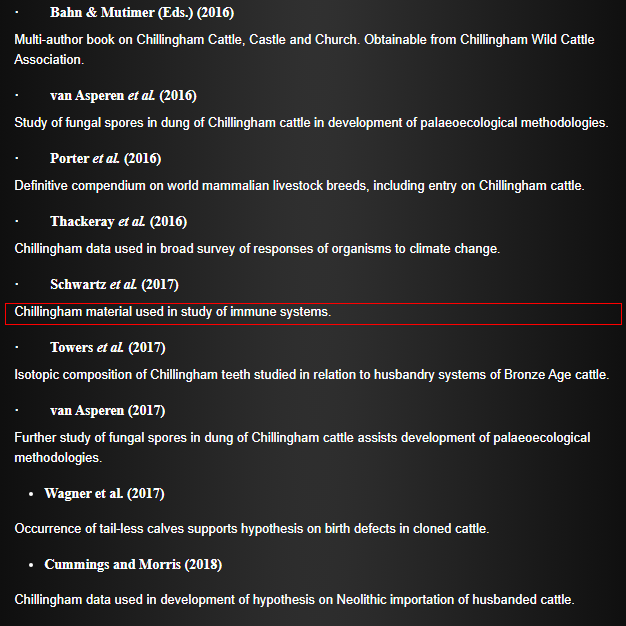 · Bahn & Mutimer (Eds.) (2016)
Multi-author book on Chillingham Cattle, Castle and Church. Obtainable from Chillingham Wild Cattle
Association.
· van Asperen et al. (2016)
Study of fungal spores in dung of Chillingham cattle in development of palaeoecological methodologies.
· Porter et al. (2016)
Definitive compendium on world mammalian livestock breeds, including entry on Chillingham cattle.
· Thackeray et al. (2016)
Chillingham data used in broad survey of responses of organisms to climate change.
· Schwartz et al. (2017)
Chillingham material used in study of immune systems.
· Towers et al. (2017)
Isotopic composition of Chillingham teeth studied in relation to husbandry systems of Bronze Age cattle.
· van Asperen (2017)
Further study of fungal spores in dung of Chillingham cattle assists development of palaeoecological
methodologies.
• Wagner et al. (2017)
Occurrence of tail-less calves supports hypothesis on birth defects in cloned cattle.
• Cummings and Morris (2018)
Chillingham data used in development of hypothesis on Neolithic importation of husbanded cattle.